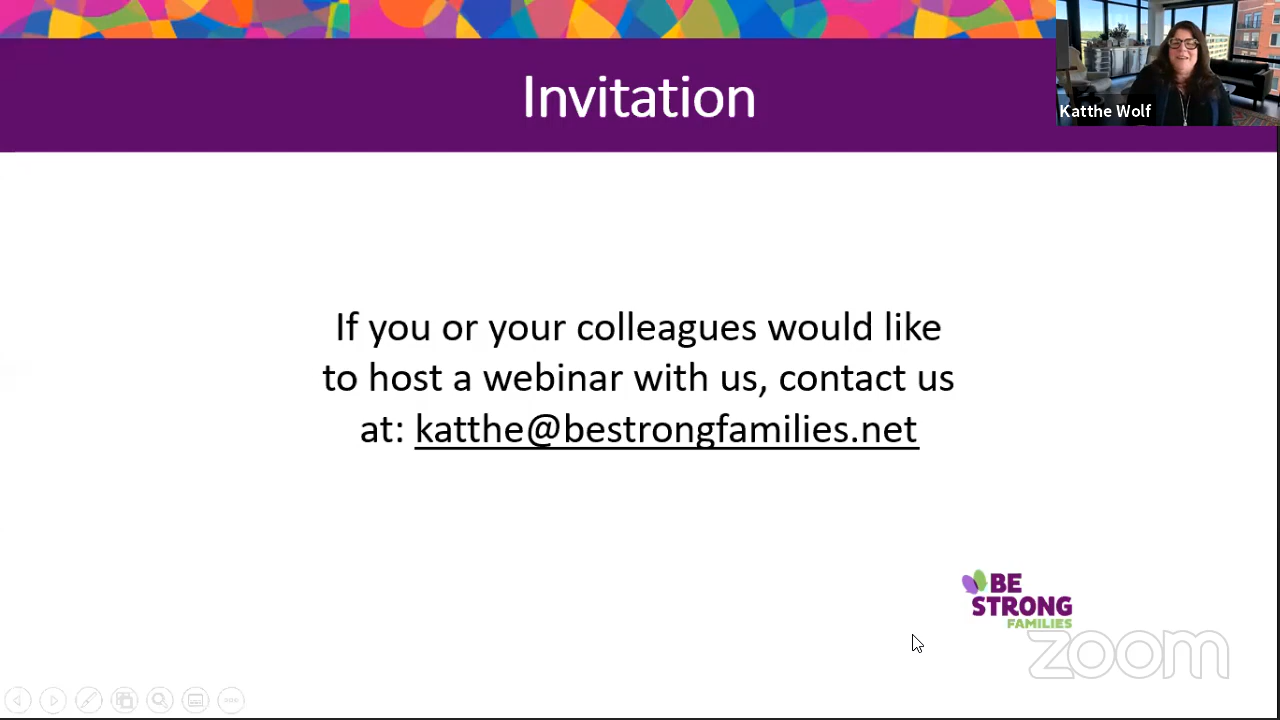 Invitation
Katthe Wolf
If you or your colleagues would like
to host a webinar with us, contact us
at: katthe@bestrongfamilies.net
BE
STRONG
FAMILIES
zoom